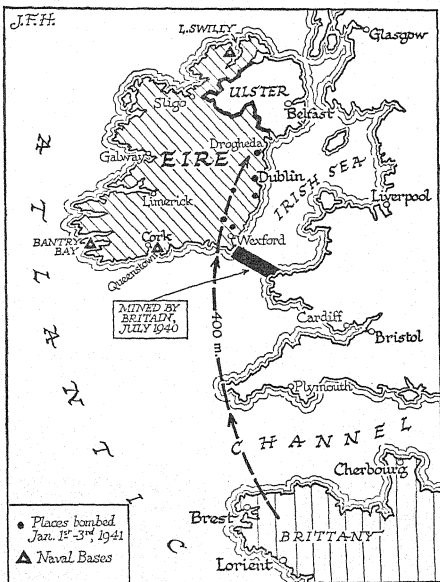 J.F.H.
L. SWILEY
Glasgow
ULSTER
Sligo
Belfast
Drogheda
Galway
EIRE
Dublin
IRISH SEA
Limerick
Liverpool
BANTRY
BAY
Cork
Queenstown
Wexford
MINED BY
BRITAIN,
JULY 1940
Cardiff
Bristol
400 m.
Plymouth
CHANNEL
Cherbourg
ATLANTIC
Brest
BRITTANY
Lorient
Places bombed
Jan. 1st-3rd, 1941
Naval Bases